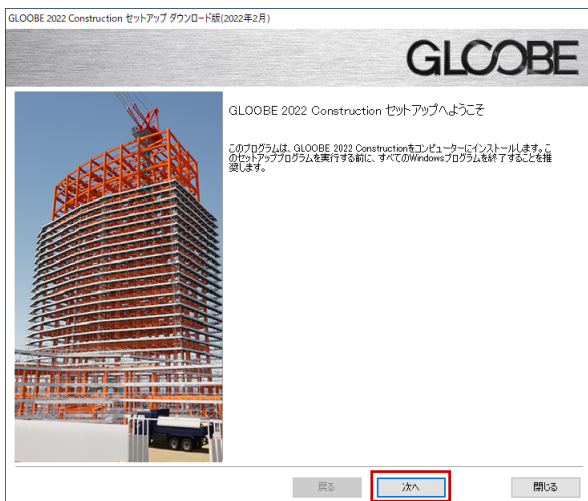 GLOOBE 2022 Construction セットアップ ダウンロード版(2022年2月)
GLOOBE
GLOOBE 2022 Construction セットアップへようこそ
このプログラムは、GLOOBE 2022 Constructionをコンピューターにインストールします。こ
のセットアッププログラムを実行する前に、すべてのWindowsプログラムを終了することを推
奨します。
戻る
次へ
閉じる